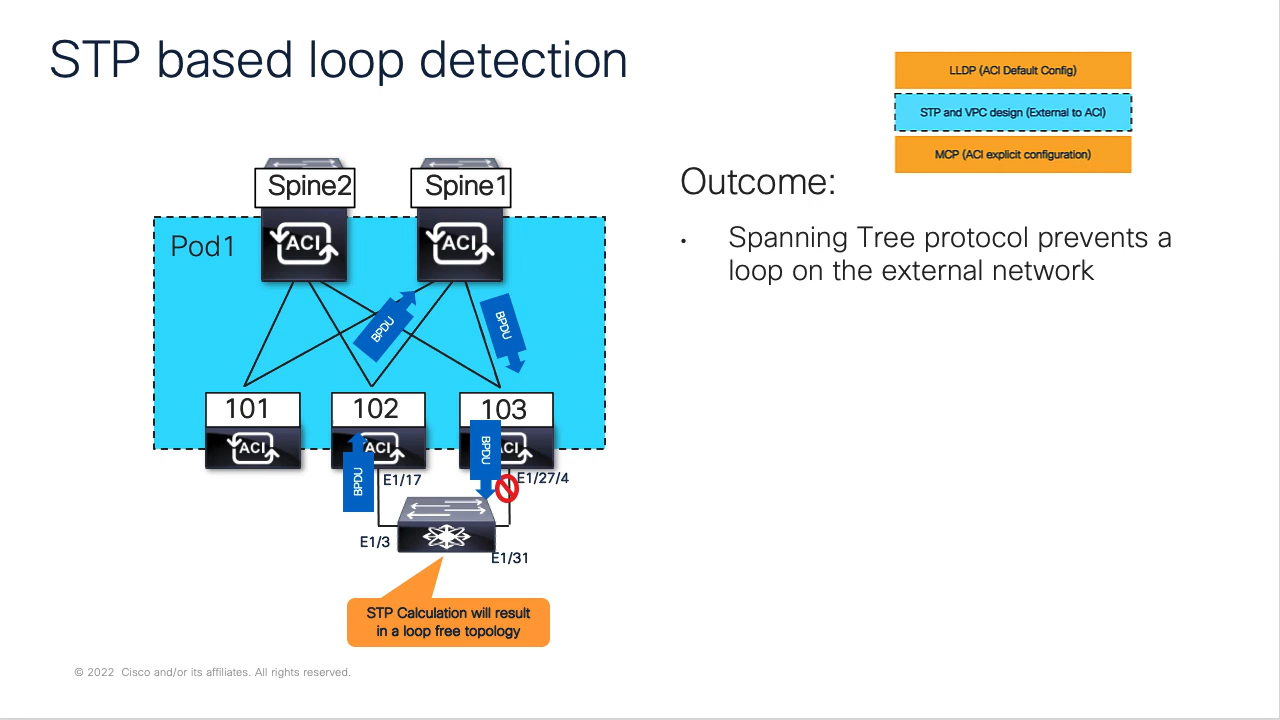 STP based loop detection
LLDP (ACI Default Config)
STP and VPC design (External to ACI)
MCP (ACI explicit configuration)
Outcome:
• Spanning Tree protocol prevents a
loop on the external network
Spine2
Spine1
Pod1
ACI
ACI
BPDU
BPDU
101
102
103
ACI
ACI
ACI
BPDU
BPDU
E1/17
E1/27/4
E1/3
E1/31
STP Calculation will result
in a loop free topology
© 2022 Cisco and/or its affiliates. All rights reserved.